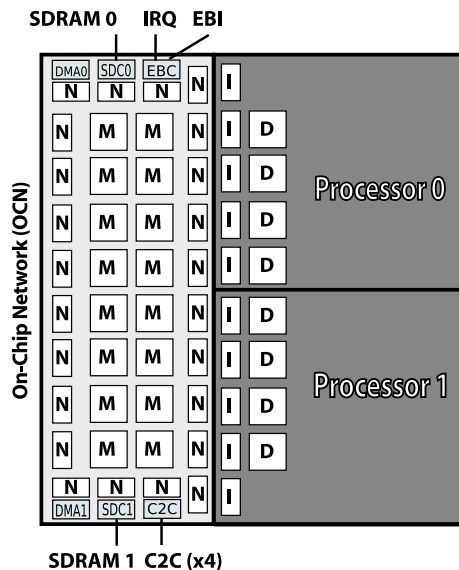 SDRAM 0 IRQ EBI
DMA0 SDC0 EBC
N N N N I
N M M N I D
N M M N I D
N M M N I D
N M M N I D
N M M N I D
N M M N I D
N M M N I D
N M M N I D
N N N N I
DMA1 SDC1 C2C
SDRAM 1 C2C (x4)
On-Chip Network (OCN)
Processor 0
Processor 1